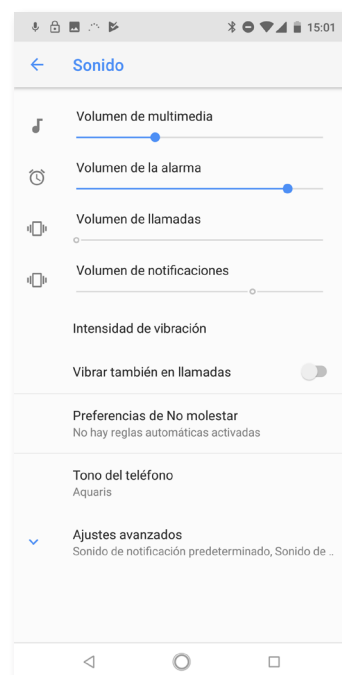 15:01
Sonido
Volumen de multimedia
Volumen de la alarma
Volumen de llamadas
Volumen de notificaciones
Intensidad de vibración
Vibrar también en llamadas
Preferencias de No molestar
No hay reglas automáticas activadas
Tono del teléfono
Aquaris
Ajustes avanzados
Sonido de notificación predeterminado, Sonido de ..